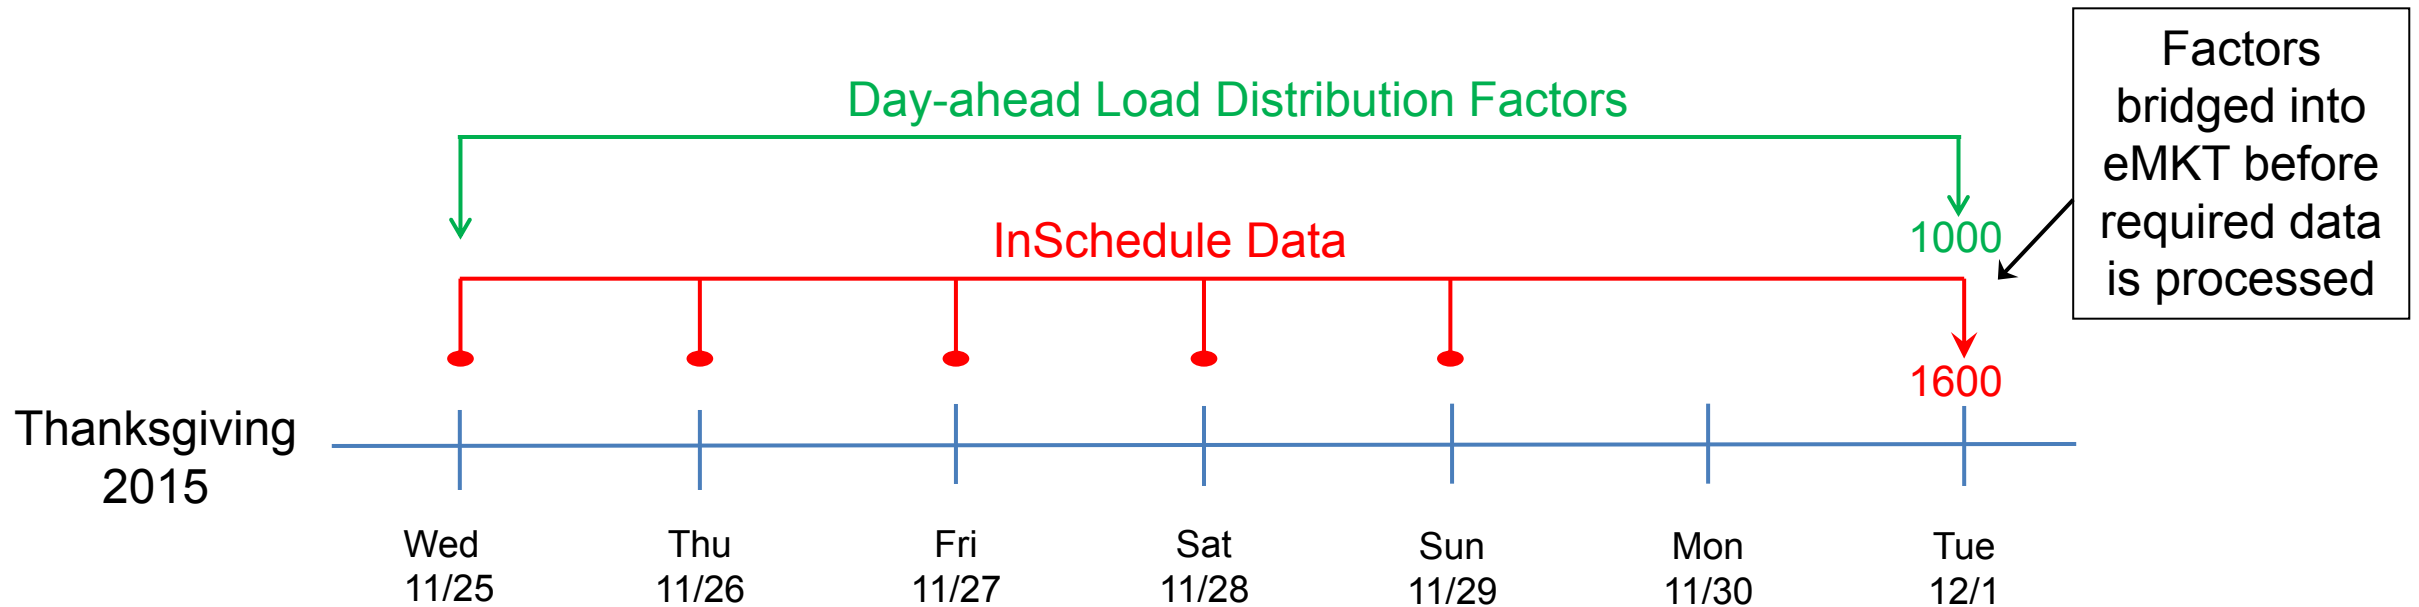 Factors
bridged into
eMKT before
required data
is processed
Day-ahead Load Distribution Factors
1000
InSchedule Data
1600
Thanksgiving
2015
Wed
11/25
Thu
11/26
Fri
11/27
Sat
11/28
Sun
11/29
Mon
11/30
Tue
12/1